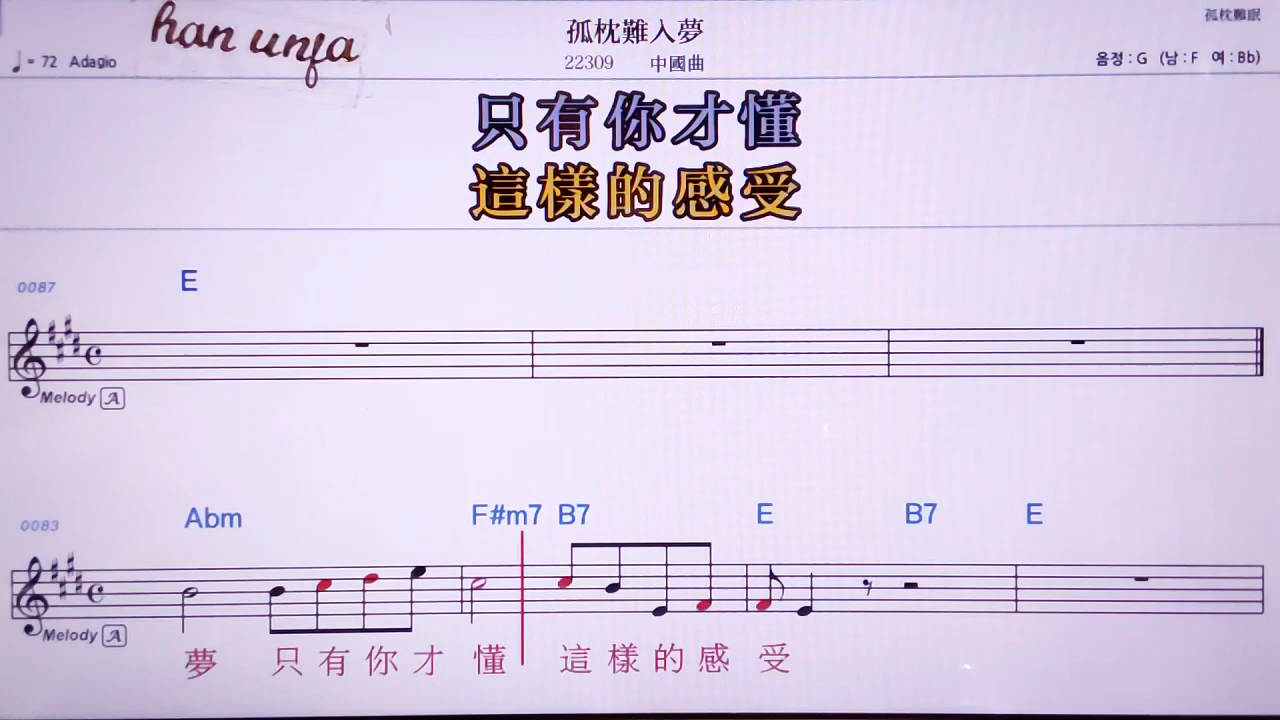 han unfa
孤枕難入夢
孤枕難眠
♩= 72 Adagio
22309 中國曲
음정 : G (남 : F 여 : Bb)
只有你才懂
這樣的感受
0087
E
Melody A
0083
Abm F#m7 B7 E B7 E
Melody A
夢 只有你才懂 這樣的感受